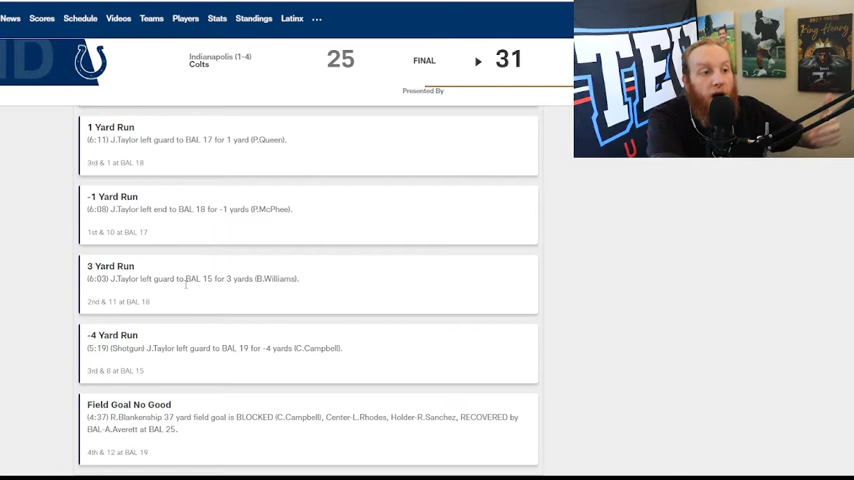 News Scores Schedule Videos Teams Players Stats Standings Latinx ...
Indianapolis (1-4)
Colts
25
FINAL
31
Presented By
1 Yard Run
(6:11) J.Taylor left guard to BAL 17 for 1 yard (P.Queen).
3rd & 1 at BAL 18
-1 Yard Run
(6:08) J.Taylor left end to BAL 18 for -1 yards (P.McPhee).
1st & 10 at BAL 17
3 Yard Run
(6:03) J.Taylor left guard to BAL 15 for 3 yards (B.Williams).
2nd & 11 at BAL 18
-4 Yard Run
(5:19) (Shotgun) J.Taylor left guard to BAL 19 for -4 yards (C.Campbell).
3rd & 8 at BAL 15
Field Goal No Good
(4:37) R.Blankenship 37 yard field goal is BLOCKED (C.Campbell), Center-L.Rhodes, Holder-R.Sanchez, RECOVERED by
BAL-A.Averett at BAL 25.
4th & 12 at BAL 19
King Henry